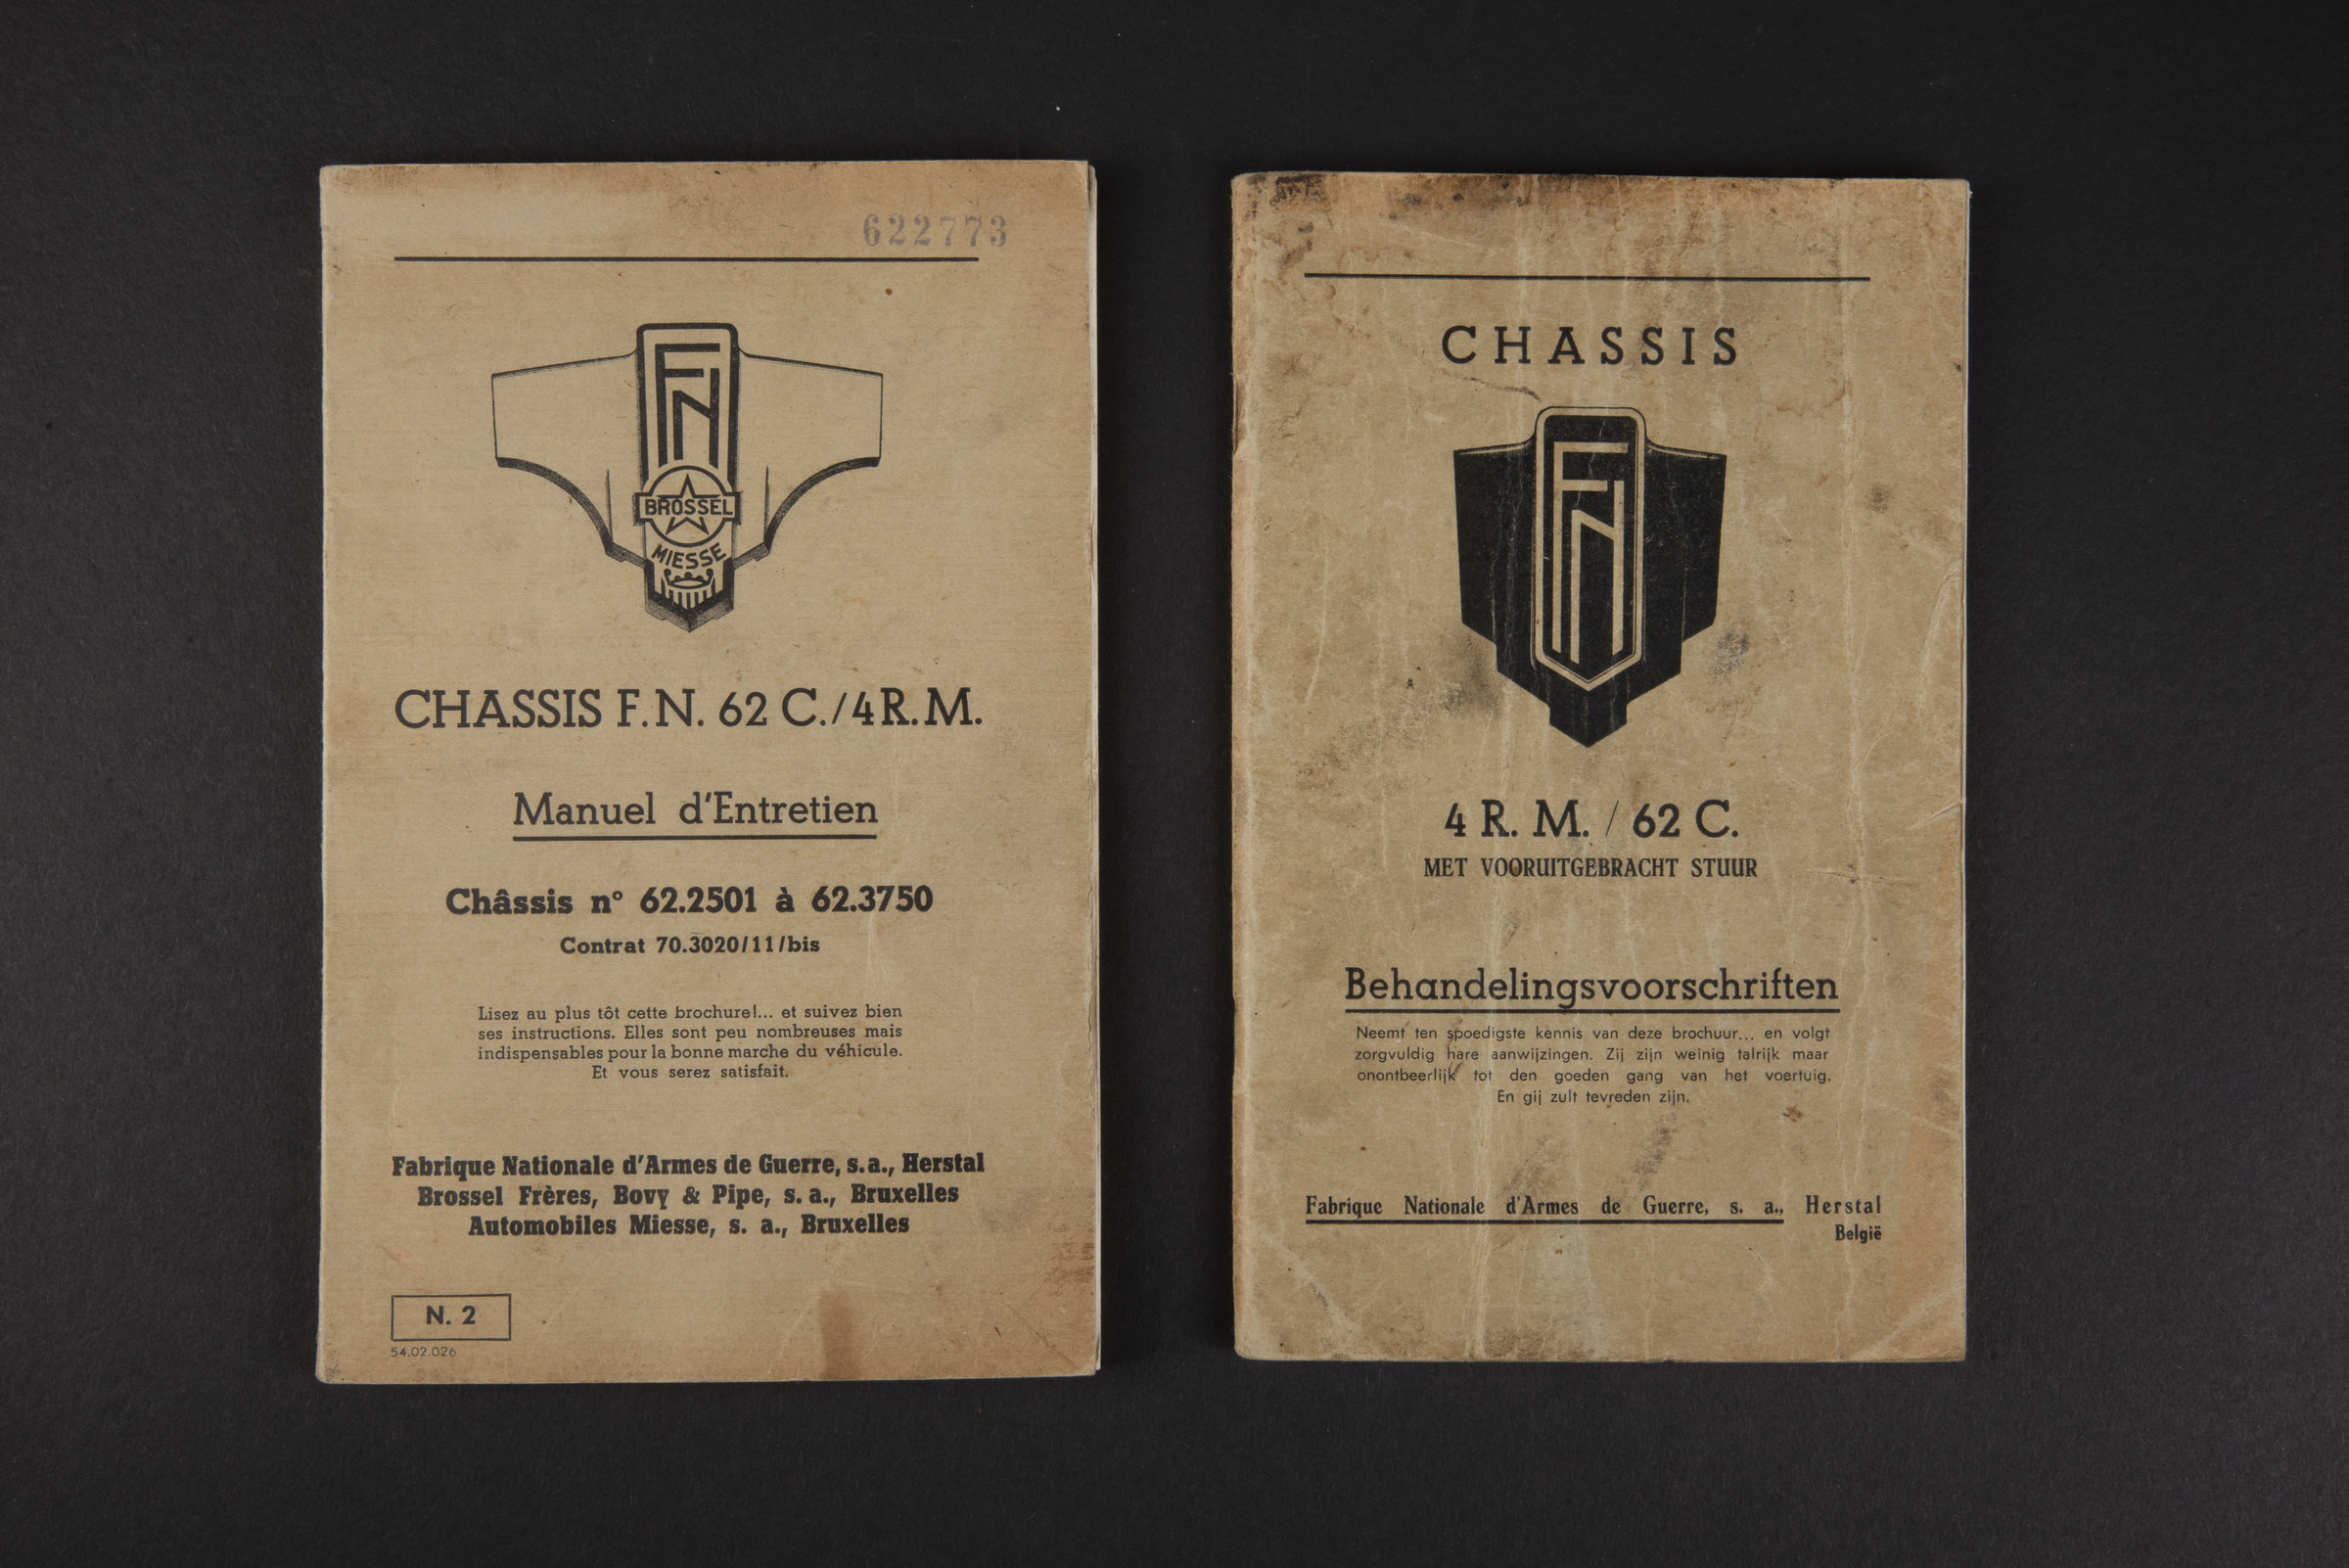 622773
FN
BROSSEL
MIESSE
CHASSIS F.N. 62 C./4R.M.
Manuel d'Entretien
Châssis n° 62.2501 à 62.3750
Contrat 70.3020/11/bis
Lisez au plus tôt cette brochure!... et suivez bien
ses instructions. Elles sont peu nombreuses mais
indispensables pour la bonne marche du véhicule.
Et vous serez satisfait.
Fabrique Nationale d'Armes de Guerre, s.a., Herstal
Brossel Frères, Bovy & Pipe, s. a., Bruxelles
Automobiles Miesse, s. a., Bruxelles
N. 2
54.02.026
CHASSIS
FN
4 R. M. / 62 C.
MET VOORUITGEBRACHT STUUR
Behandelingsvoorschriften
Neemt ten spoedigste kennis van deze brochuur... en volgt
zorgvuldig hare aanwijzingen. Zij zijn weinig talrijk maar
onontbeerlijk tot den goeden gang van het voertuig.
En gij zult tevreden zijn.
Fabrique Nationale d'Armes de Guerre, s. a., Herstal
België